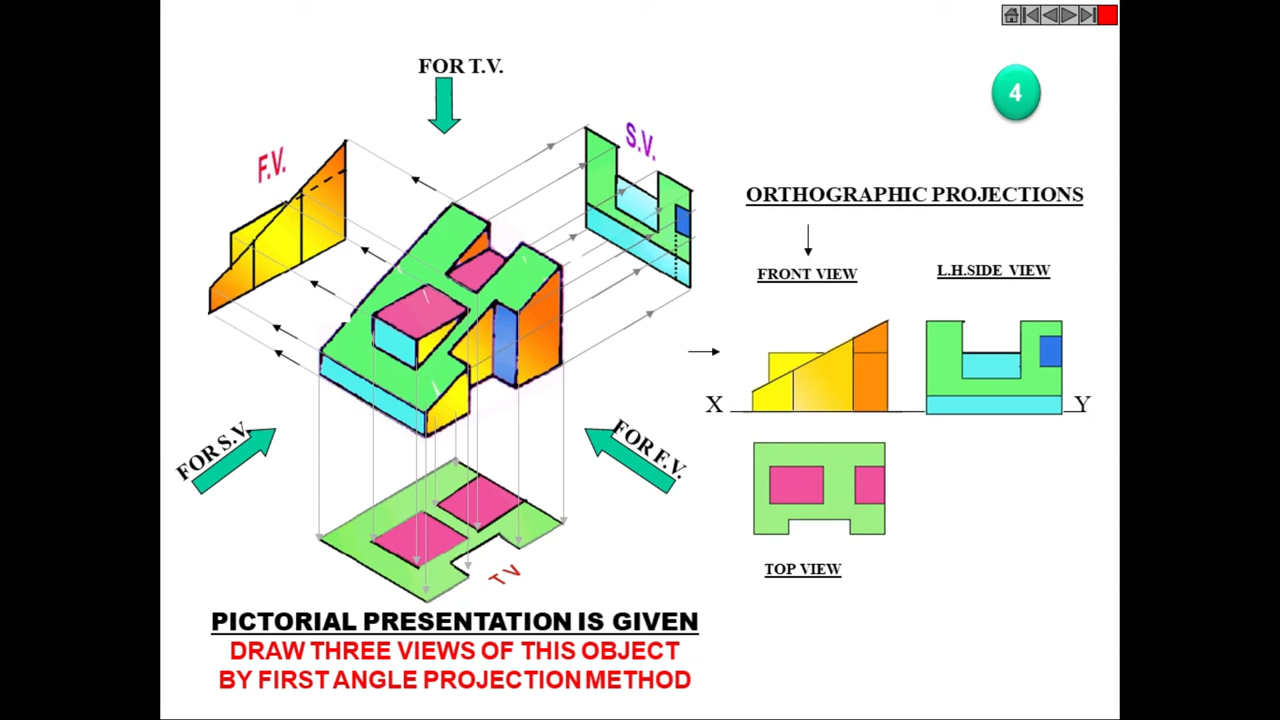 FOR T.V.
4
F.V.
S.V.
ORTHOGRAPHIC PROJECTIONS
FRONT VIEW
L.H.SIDE VIEW
X
Y
FOR S.V.
FOR F.V.
TOP VIEW
T V
PICTORIAL PRESENTATION IS GIVEN
DRAW THREE VIEWS OF THIS OBJECT
BY FIRST ANGLE PROJECTION METHOD